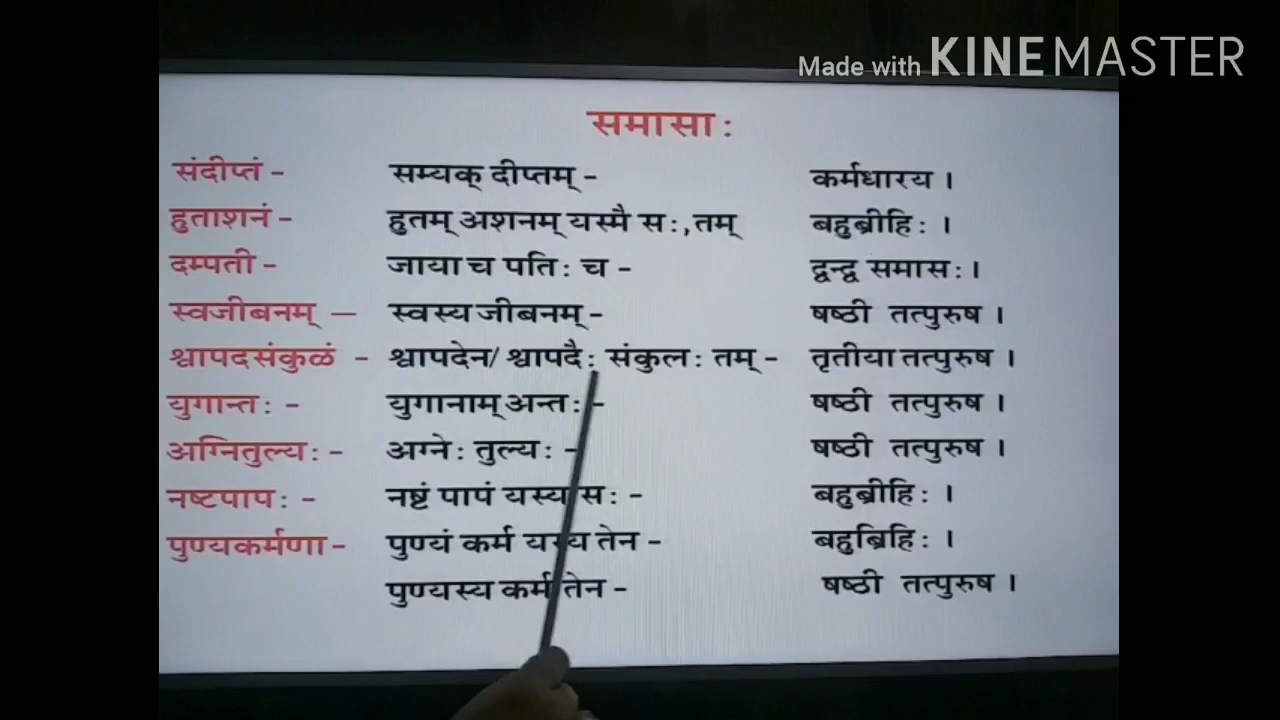 Made with KINEMASTER
समासाः
संदीप्तं - सम्यक् दीप्तम् - कर्मधारय ।
हुताशनं - हुतम् अशनम् यस्मै सः,तम् बहुब्रीहिः ।
दम्पती - जाया च पतिः च - द्वन्द्व समासः ।
स्वजीबनम् – स्वस्य जीबनम् - षष्ठी तत्पुरुष ।
श्वापदसंकुळं - श्वापदेन/ श्वापदैः संकुलः तम् - तृतीया तत्पुरुष ।
युगान्तः - युगानाम् अन्तः - षष्ठी तत्पुरुष ।
अग्नितुल्यः - अग्नेः तुल्यः - षष्ठी तत्पुरुष ।
नष्टपापः - नष्टं पापं यस्य सः - बहुब्रीहिः ।
पुण्यकर्मणा - पुण्यं कर्म यस्य तेन - बहुब्रिहिः ।
पुण्यस्य कर्म तेन - षष्ठी तत्पुरुष ।